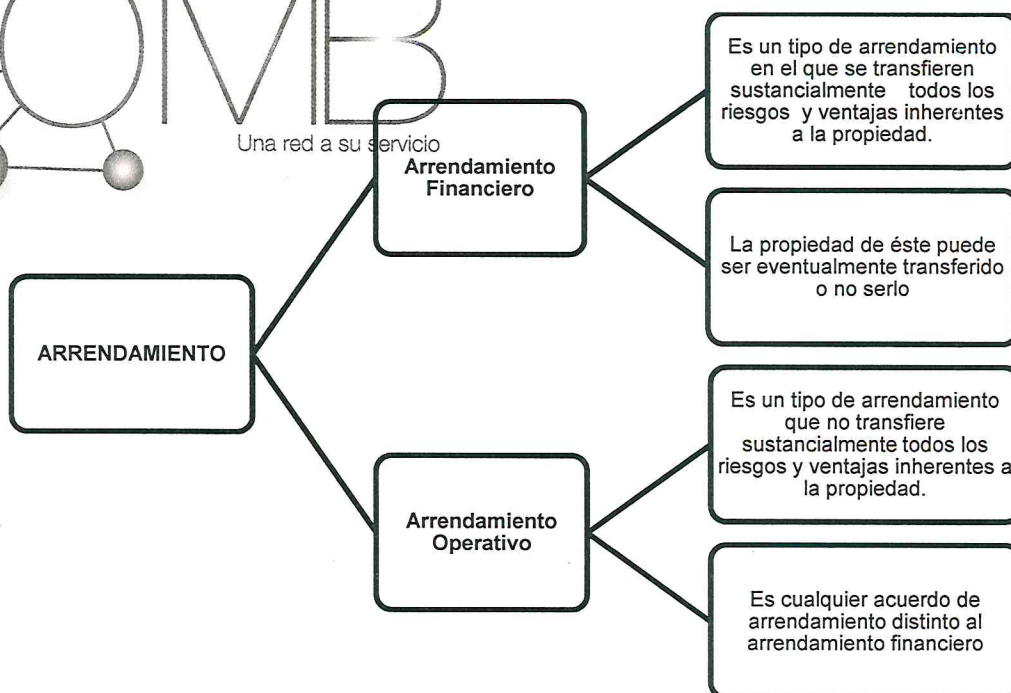 OMB
Una red a su servicio
ARRENDAMIENTO
Arrendamiento
Financiero
Es un tipo de arrendamiento
en el que se transfieren
sustancialmente todos los
riesgos y ventajas inherentes
a la propiedad.
La propiedad de éste puede
ser eventualmente transferido
o no serlo
Arrendamiento
Operativo
Es un tipo de arrendamiento
que no transfiere
sustancialmente todos los
riesgos y ventajas inherentes a
la propiedad.
Es cualquier acuerdo de
arrendamiento distinto al
arrendamiento financiero